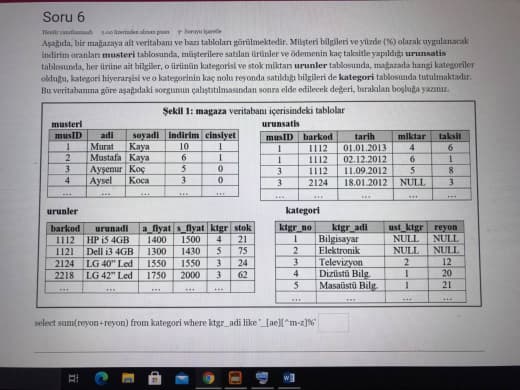 Soru 6
Henüz cevaplanmadı 2.00 üzerinden alınan puan Soruyu işaretle
Aşağıda, bir mağazaya ait veritabanı ve bazı tabloları görülmektedir. Müşteri bilgileri ve yüzde (%) olarak uygulanacak
indirim oranları musteri tablosunda, müşterilere satılan ürünler ve ödemenin kaç taksitle yapıldığı urunsatis
tablosunda, her ürüne ait bilgiler, o ürünün kategorisi ve stok miktarı urunler tablosunda, mağazada hangi kategoriler
olduğu, kategori hiyerarşisi ve o kategorinin kaç nolu reyonda satıldığı bilgileri de kategori tablosunda tutulmaktadır.
Bu veritabanına göre aşağıdaki sorgunun çalıştırılmasından sonra elde edilecek değeri, bırakılan boşluğa yazınız.
Şekil 1: magaza veritabanı içerisindeki tablolar
musteri
musID adi soyadi indirim cinsiyet
1 Murat Kaya 10 1
2 Mustafa Kaya 6 1
3 Ayşenur Koç 5 0
4 Aysel Koca 3 0
... ... ... ... ...
urunsatis
musID barkod tarih miktar taksit
1 1112 01.01.2013 4 6
1 1112 02.12.2012 6 1
3 1112 11.09.2012 5 8
3 2124 18.01.2012 NULL 3
... ... ... ... ...
urunler
barkod urunadi a_fiyat s_fiyat ktgr stok
1112 HP i5 4GB 1400 1500 4 21
1121 Dell i3 4GB 1300 1430 5 75
2124 LG 40" Led 1550 1550 3 24
2218 LG 42" Led 1750 2000 3 62
... ... ... ... ... ...
kategori
ktgr_no ktgr_adi ust_ktgr reyon
1 Bilgisayar NULL NULL
2 Elektronik NULL NULL
3 Televizyon 2 12
4 Dizüstü Bilg. 1 20
5 Masaüstü Bilg. 1 21
... ... ... ...
select sum(reyon+reyon) from kategori where ktgr_adi like '_[ae][^m-z]%'